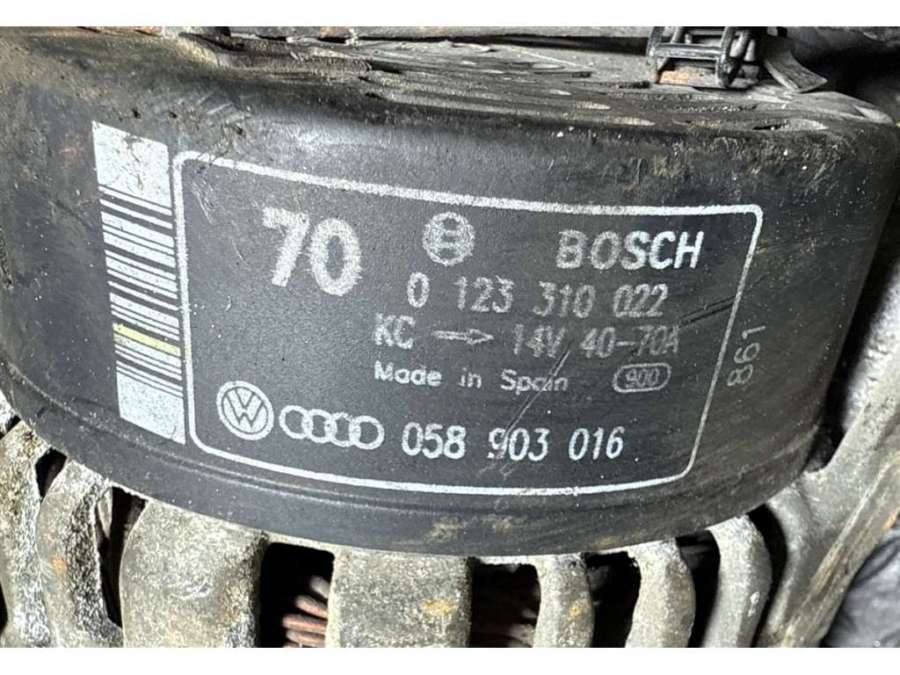 70 BOSCH
0 123 310 022
KC → 14V 40-70A
Made in Spain 900
058 903 016
861